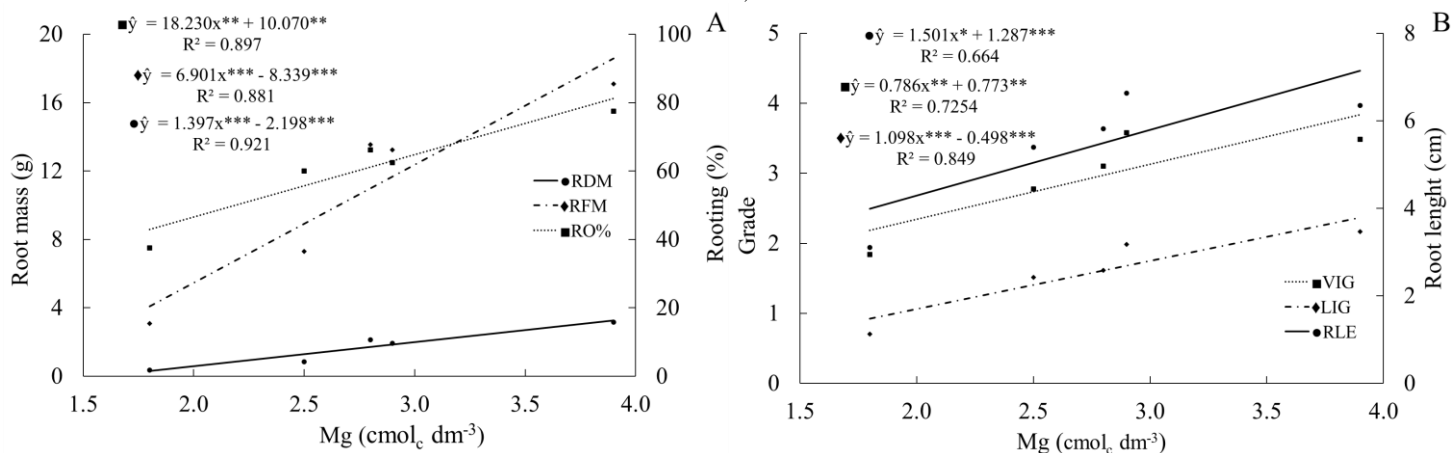 A
■ŷ = 18.230x** + 10.070**
R² = 0.897
♦ŷ = 6.901x*** - 8.339***
R² = 0.881
●ŷ = 1.397x*** - 2.198***
R² = 0.921
Root mass (g)
20
16
12
8
4
0
100
80
60
40
20
0
Rooting (%)
RDM
RFM
RO%
1.5 2.0 2.5 3.0 3.5 4.0
Mg (cmolc dm-3)
B
●ŷ = 1.501x* + 1.287***
R² = 0.664
■ŷ = 0.786x** + 0.773**
R² = 0.7254
♦ŷ = 1.098x*** - 0.498***
R² = 0.849
Grade
5
4
3
2
1
0
8
6
4
2
0
Root lenght (cm)
VIG
LIG
RLE
1.5 2.0 2.5 3.0 3.5 4.0
Mg (cmolc dm-3)